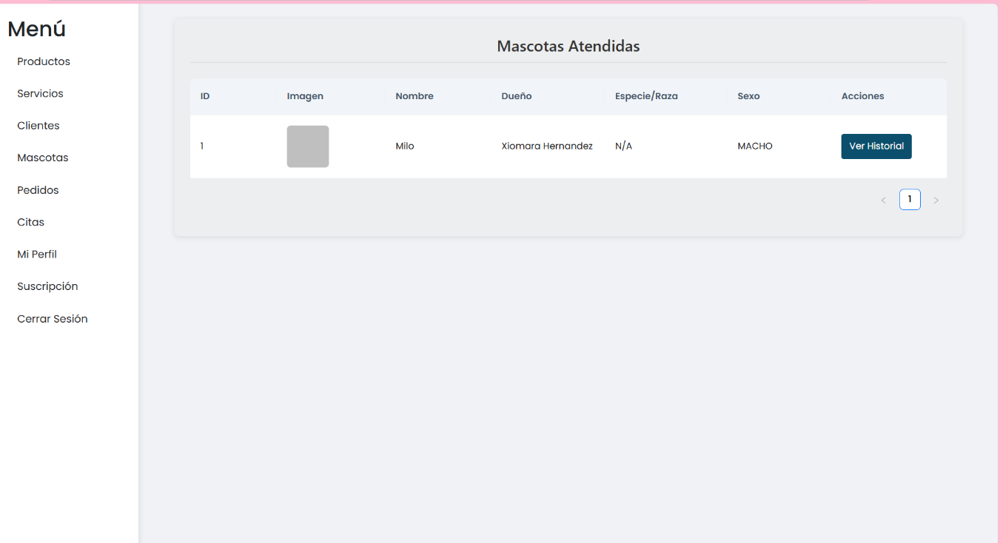 Menú
Productos
Servicios
Clientes
Mascotas
Pedidos
Citas
Mi Perfil
Suscripción
Cerrar Sesión
Mascotas Atendidas
ID Imagen Nombre Dueño Especie/Raza Sexo Acciones
1 Milo Xiomara Hernandez N/A MACHO Ver Historial
< 1 >